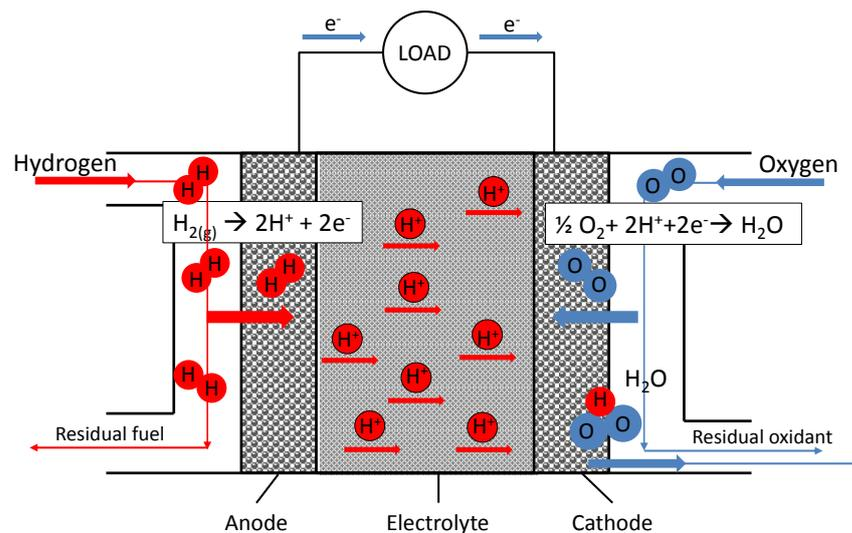 e⁻ e⁻
LOAD
Hydrogen
Oxygen
H H
O O
H₂₍g₎ → 2H⁺ + 2e⁻
½ O₂+ 2H⁺+2e⁻→ H₂O
H⁺
H⁺
H H
H H
O O
H⁺
H⁺
H⁺
H⁺
H H
H₂O
H
O O
H⁺
H⁺
Residual fuel
Residual oxidant
Anode
Electrolyte
Cathode